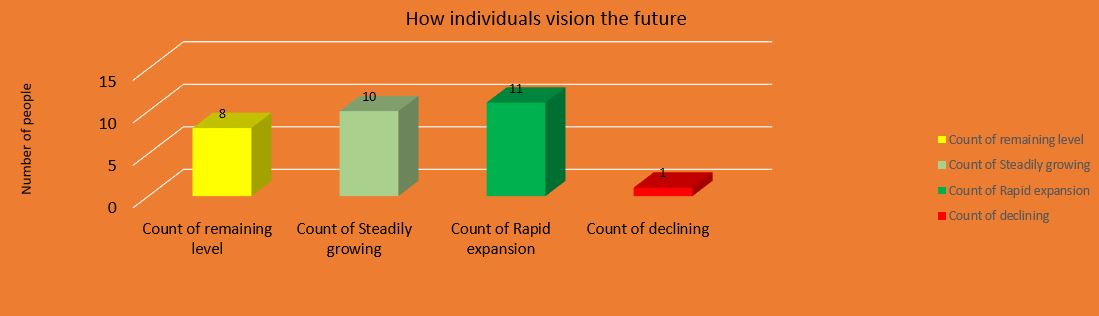 How individuals vision the future
Number of people
15
10
5
0
8
10
11
1
Count of remaining
level
Count of Steadily
growing
Count of Rapid
expansion
Count of declining
Count of remaining level
Count of Steadily growing
Count of Rapid expansion
Count of declining